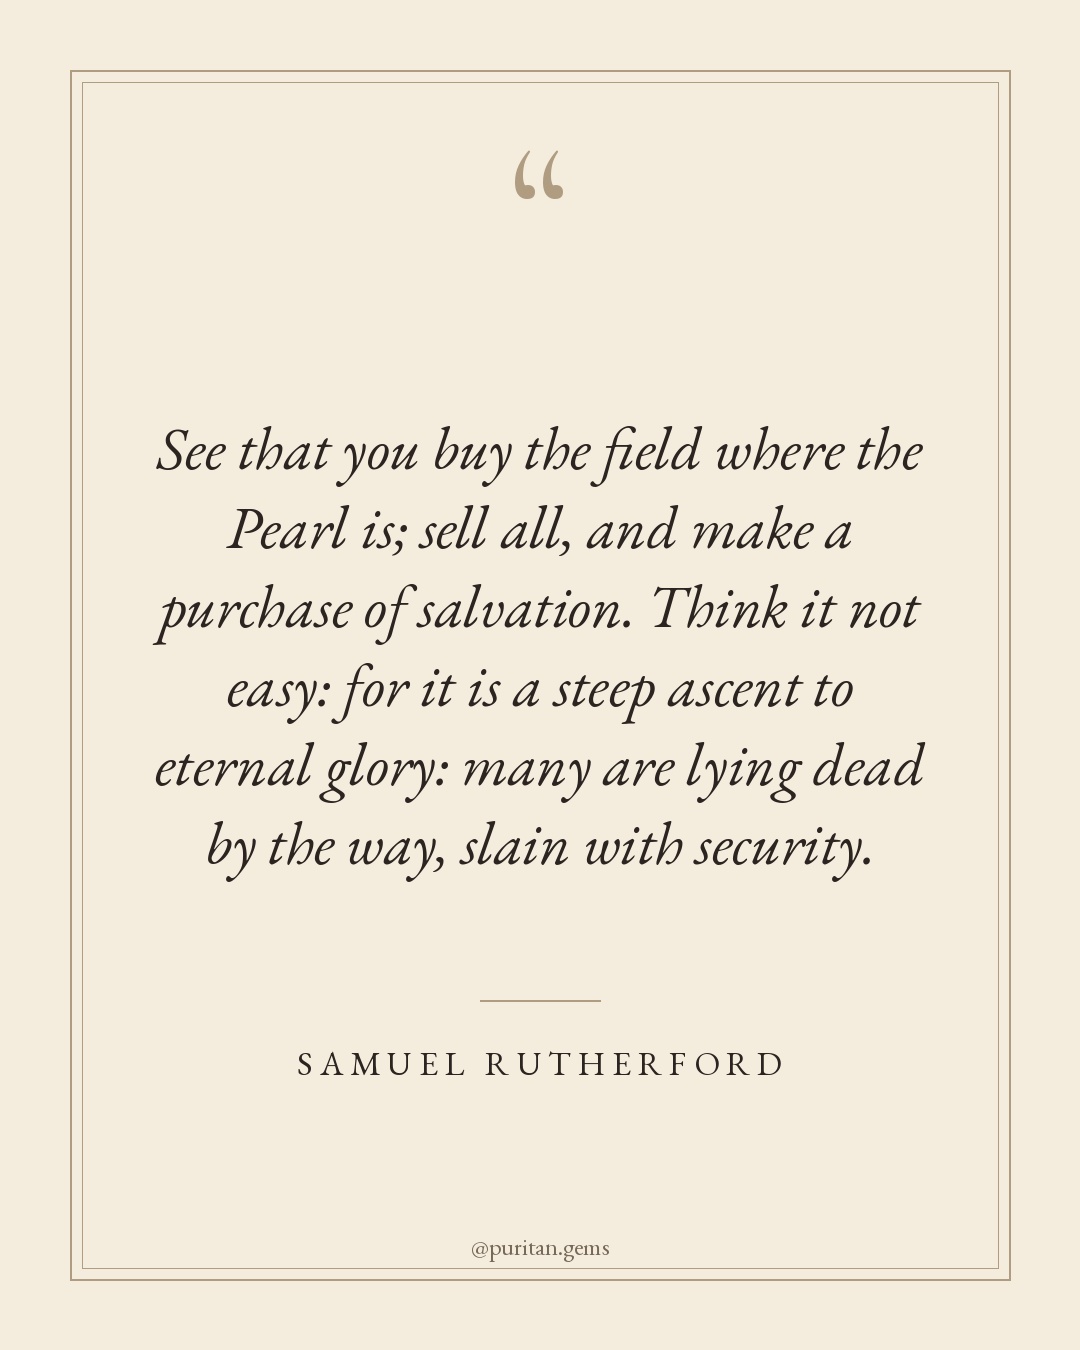 “
See that you buy the field where the
Pearl is; sell all, and make a
purchase of salvation. Think it not
easy: for it is a steep ascent to
eternal glory: many are lying dead
by the way, slain with security.
SAMUEL RUTHERFORD
@puritan.gems